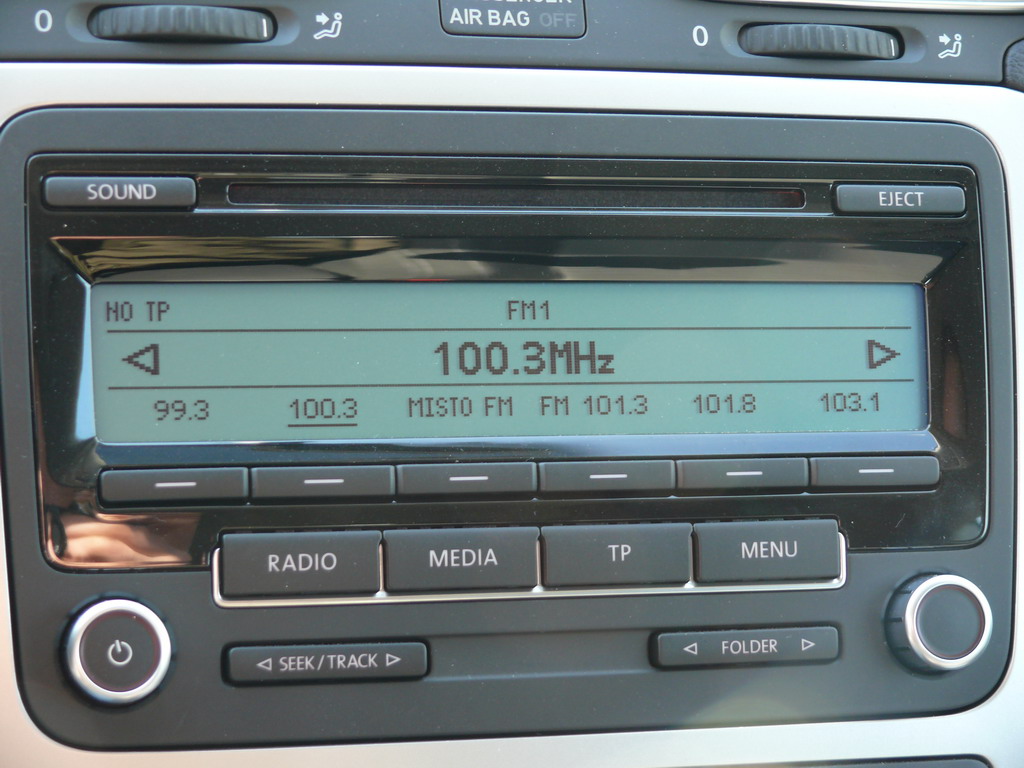 0
AIR BAG OFF
0
SOUND
EJECT
NO TP FM1
100.3MHz
99.3 100.3 MISTO FM FM 101.3 101.8 103.1
RADIO MEDIA TP MENU
SEEK/TRACK
FOLDER